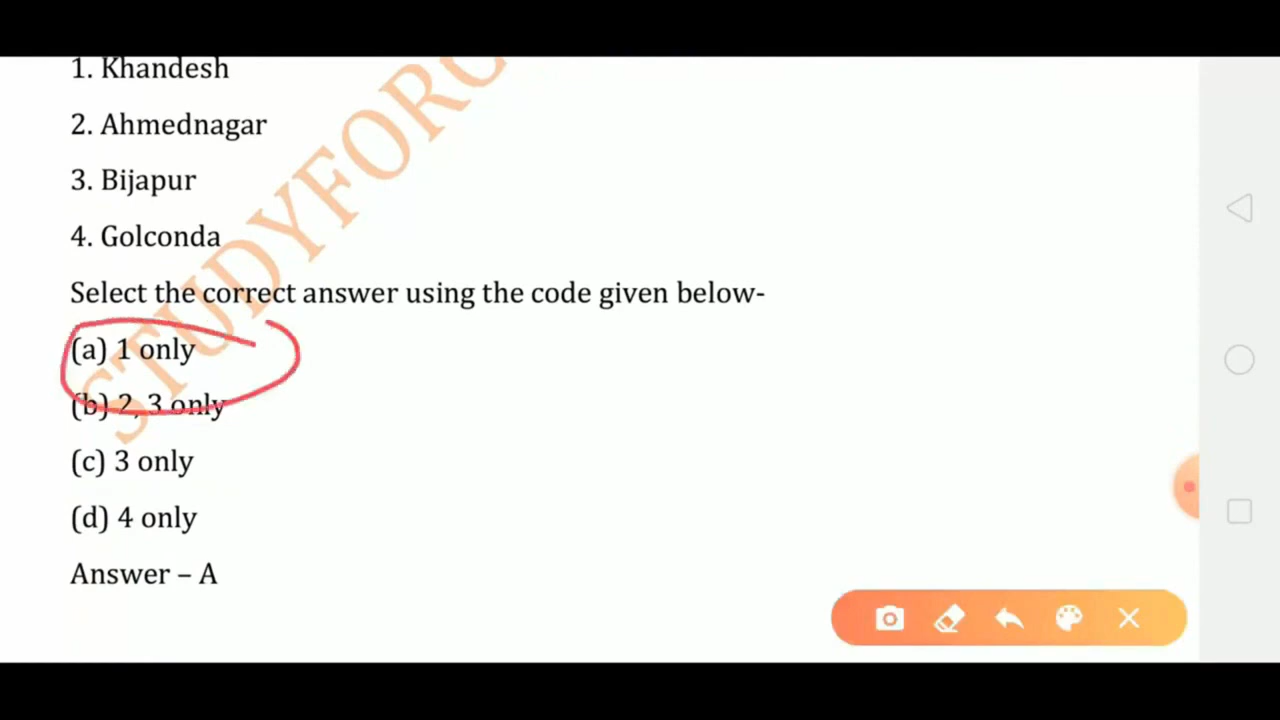 1. Khandesh
2. Ahmednagar
3. Bijapur
4. Golconda
Select the correct answer using the code given below-
(a) 1 only
(b) 2, 3 only
(c) 3 only
(d) 4 only
Answer – A
STUDYFORC